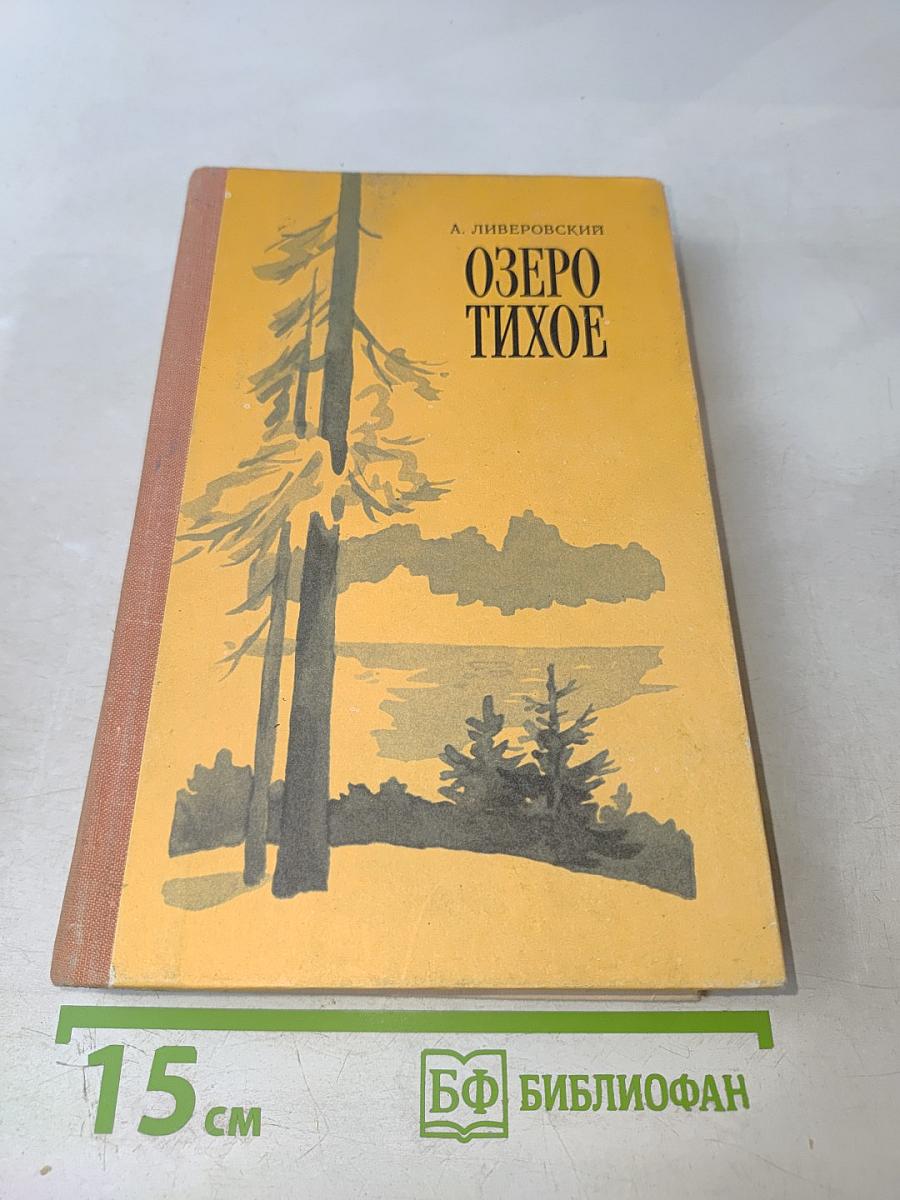 А. ЛИВЕРОВСКИЙ
ОЗЕРО
ТИХОЕ
15 см
БФ БИБЛИОФАН